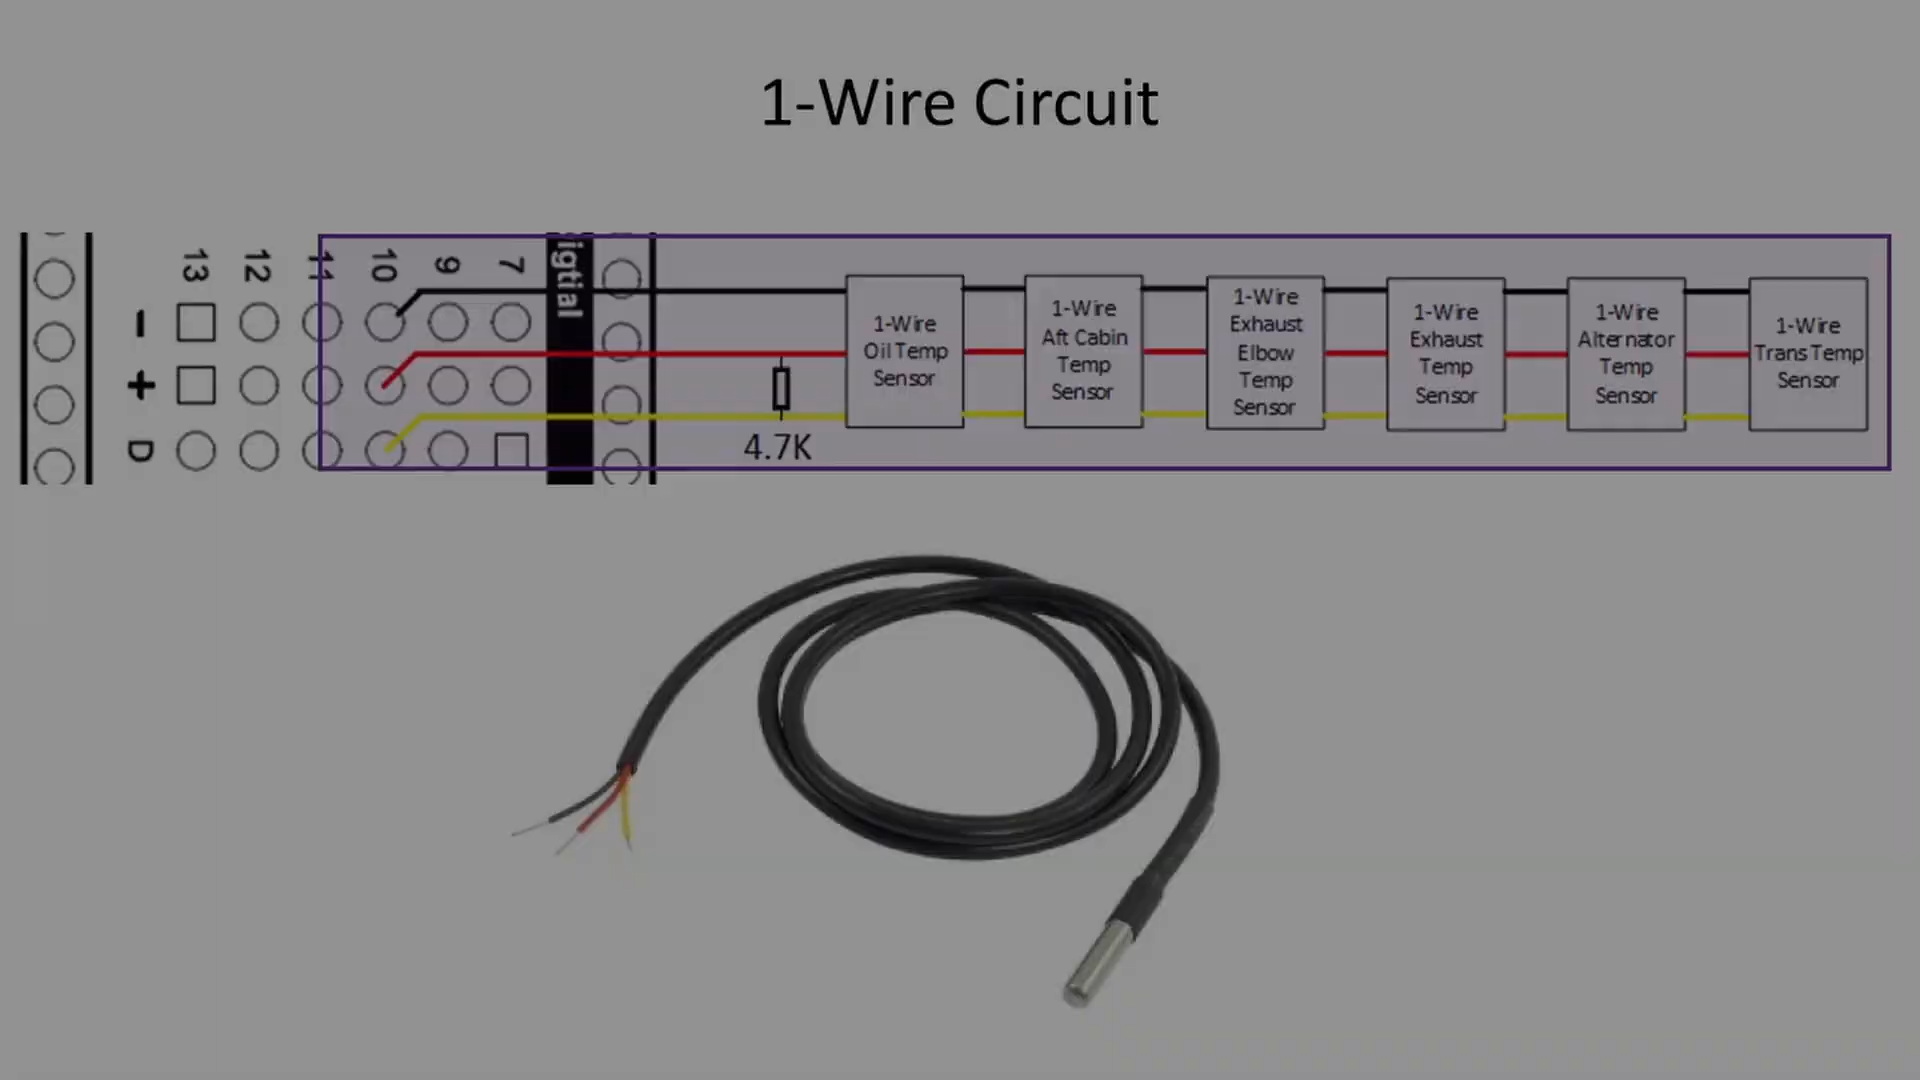 1-Wire Circuit
13
12
11
10
9
7
igtial
-
+
D
4.7K
1-Wire
Oil Temp
Sensor
1-Wire
Aft Cabin
Temp
Sensor
1-Wire
Exhaust
Elbow
Temp
Sensor
1-Wire
Exhaust
Temp
Sensor
1-Wire
Alternator
Temp
Sensor
1-Wire
Trans Temp
Sensor